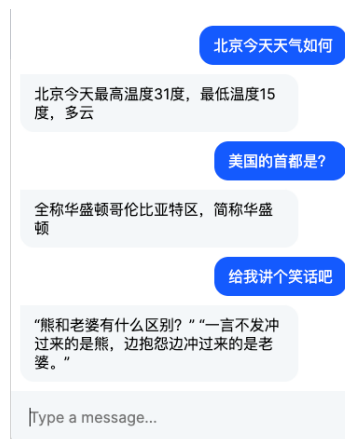 北京今天天气如何
北京今天最高温度31度，最低温度15
度，多云
美国的首都是？
全称华盛顿哥伦比亚特区，简称华盛
顿
给我讲个笑话吧
“熊和老婆有什么区别？“ “一言不发冲
过来的是熊，边抱怨边冲过来的是老
婆。”
Type a message...